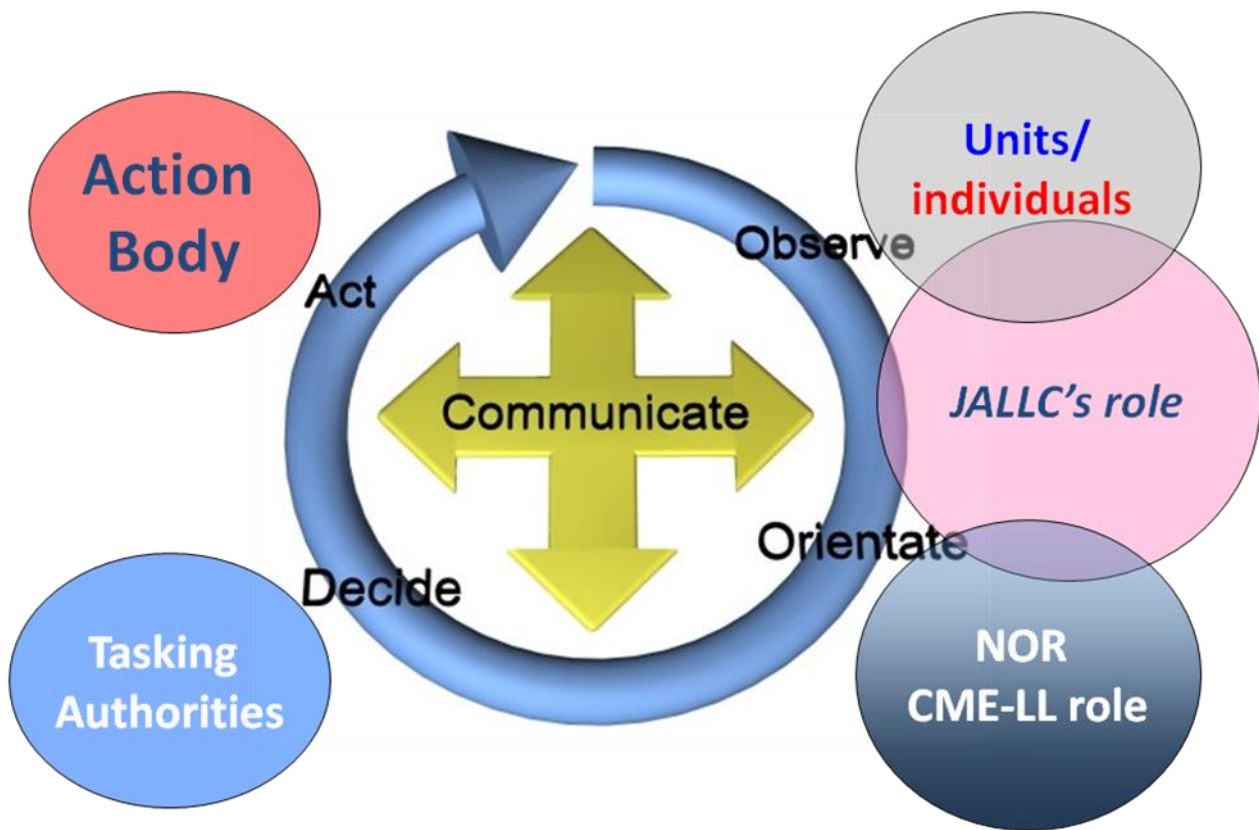 Action
Body
Units/
individuals
Observe
Act
Communicate
JALLC's role
Orientate
Decide
Tasking
Authorities
NOR
CME-LL role